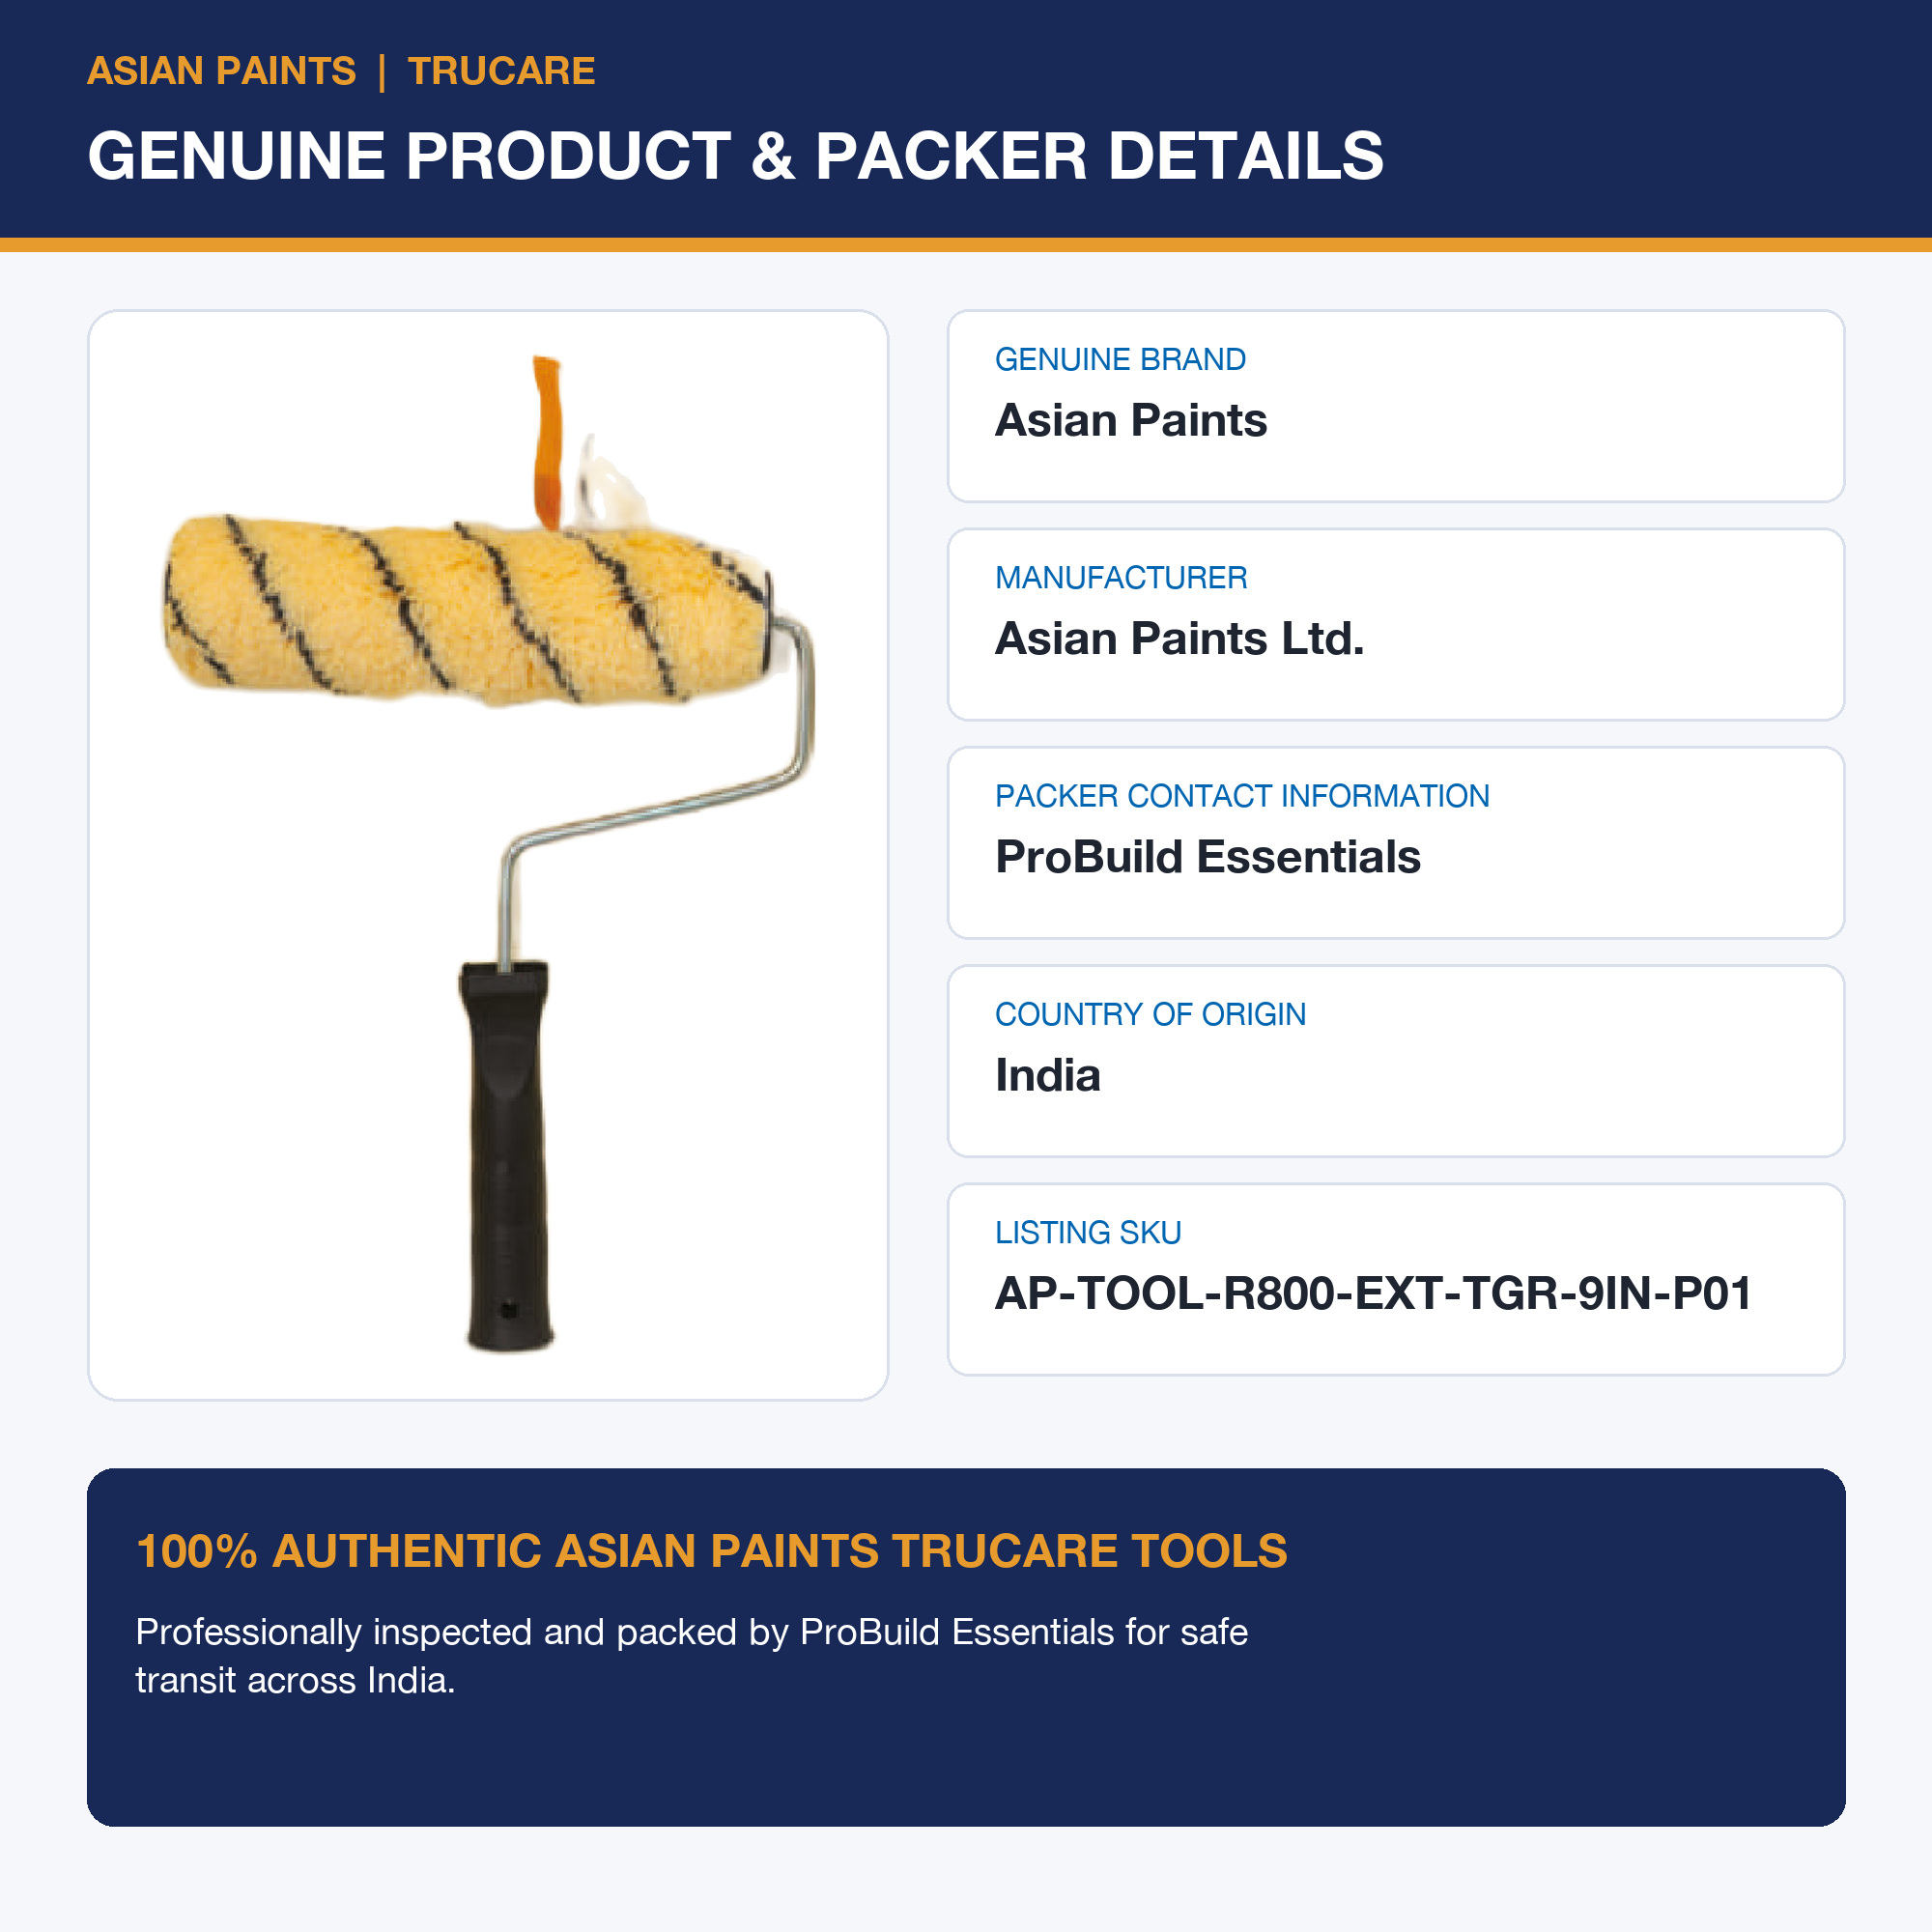 ASIAN PAINTS | TRUCARE
GENUINE PRODUCT & PACKER DETAILS
GENUINE BRAND
Asian Paints
MANUFACTURER
Asian Paints Ltd.
PACKER CONTACT INFORMATION
ProBuild Essentials
COUNTRY OF ORIGIN
India
LISTING SKU
AP-TOOL-R800-EXT-TGR-9IN-P01
100% AUTHENTIC ASIAN PAINTS TRUCARE TOOLS
Professionally inspected and packed by ProBuild Essentials for safe
transit across India.